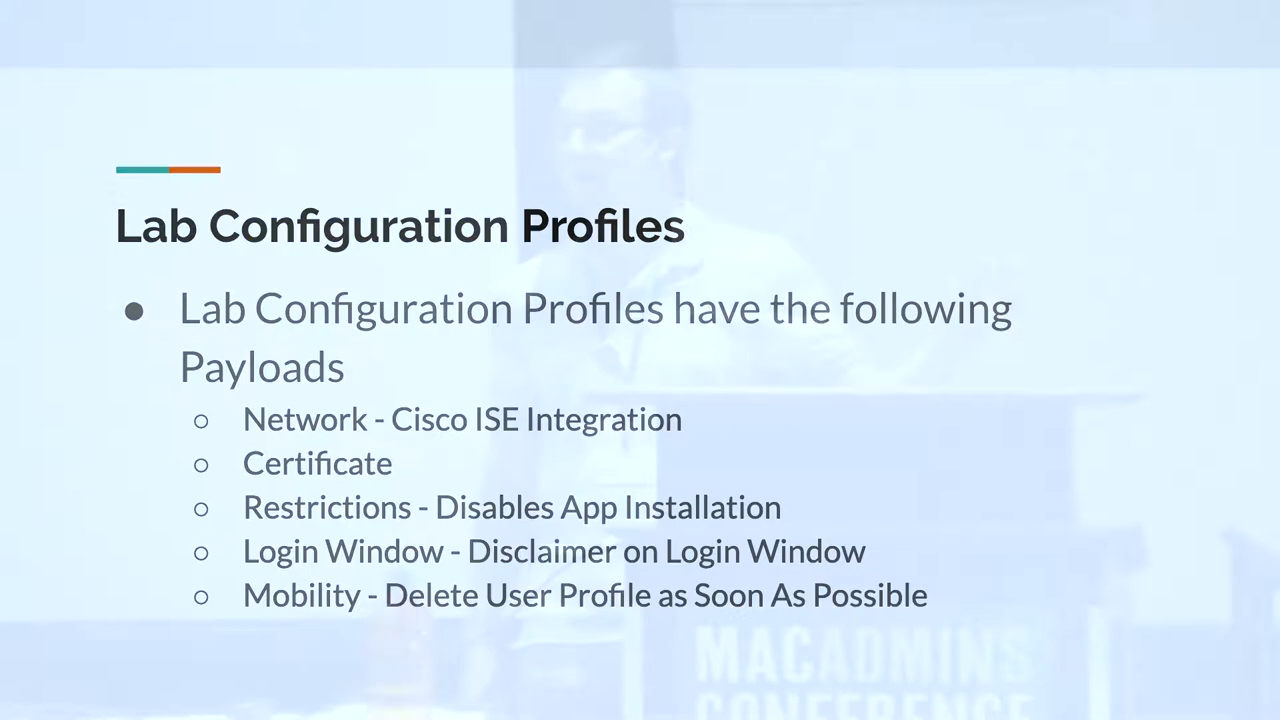 Lab Configuration Profiles
● Lab Configuration Profiles have the following
Payloads
○ Network - Cisco ISE Integration
○ Certificate
○ Restrictions - Disables App Installation
○ Login Window - Disclaimer on Login Window
○ Mobility - Delete User Profile as Soon As Possible
MACADMINS
CONFERENCE